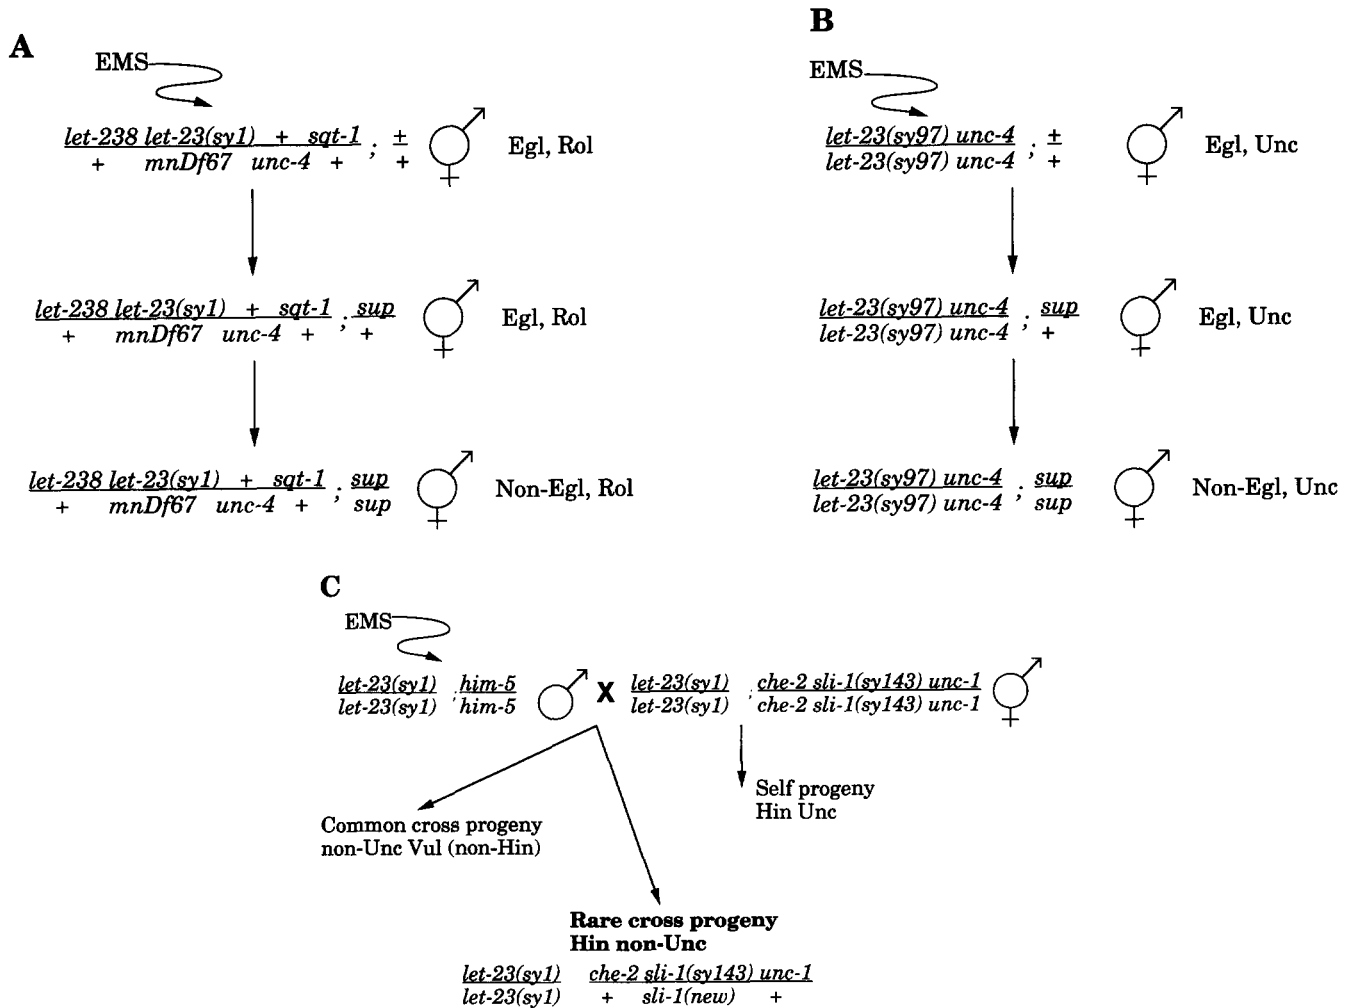 A
EMS
let-238 let-23(sy1) + sqt-1 ; +
+ mnDf67 unc-4 + +
Egl, Rol
let-238 let-23(sy1) + sqt-1 ; sup
+ mnDf67 unc-4 + +
Egl, Rol
let-238 let-23(sy1) + sqt-1 ; sup
+ mnDf67 unc-4 + sup
Non-Egl, Rol
B
EMS
let-23(sy97) unc-4 ; +
let-23(sy97) unc-4 +
Egl, Unc
let-23(sy97) unc-4 ; sup
let-23(sy97) unc-4 +
Egl, Unc
let-23(sy97) unc-4 ; sup
let-23(sy97) unc-4 sup
Non-Egl, Unc
C
EMS
let-23(sy1) ; him-5 X let-23(sy1) ; che-2 sli-1(sy143) unc-1
let-23(sy1) him-5 let-23(sy1) che-2 sli-1(sy143) unc-1
Self progeny
Hin Unc
Common cross progeny
non-Unc Vul (non-Hin)
Rare cross progeny
Hin non-Unc
let-23(sy1) che-2 sli-1(sy143) unc-1
let-23(sy1) + sli-1(new) +